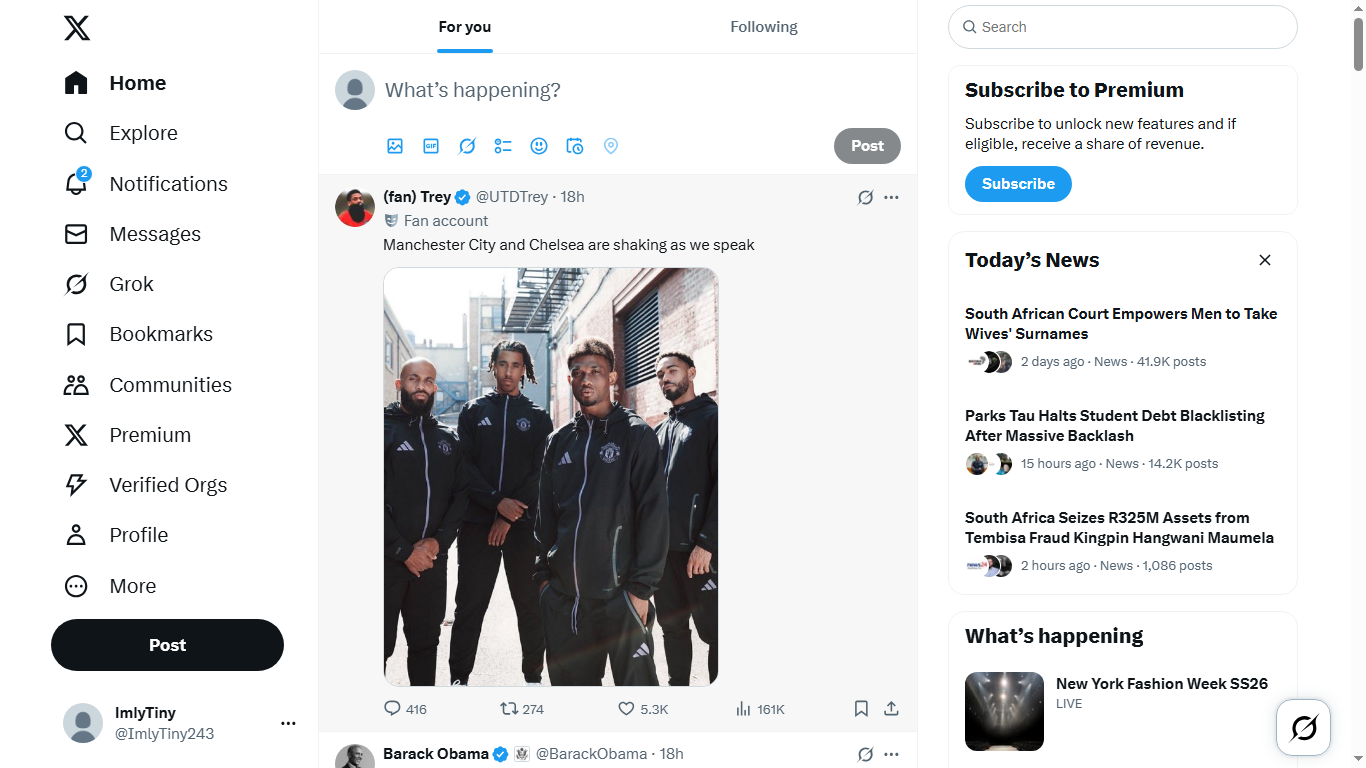 Home
Explore
2
Notifications
Messages
Grok
Bookmarks
Communities
Premium
Verified Orgs
Profile
More
Post
ImlyTiny
@ImlyTiny243
For you
Following
What’s happening?
GIF
Post
(fan) Trey @UTDTrey · 18h
Fan account
Manchester City and Chelsea are shaking as we speak
416
274
5.3K
161K
Barack Obama @BarackObama · 18h
Search
Subscribe to Premium
Subscribe to unlock new features and if
eligible, receive a share of revenue.
Subscribe
Today’s News
South African Court Empowers Men to Take
Wives' Surnames
2 days ago · News · 41.9K posts
Parks Tau Halts Student Debt Blacklisting
After Massive Backlash
15 hours ago · News · 14.2K posts
South Africa Seizes R325M Assets from
Tembisa Fraud Kingpin Hangwani Maumela
news24
2 hours ago · News · 1,086 posts
What’s happening
New York Fashion Week SS26
LIVE